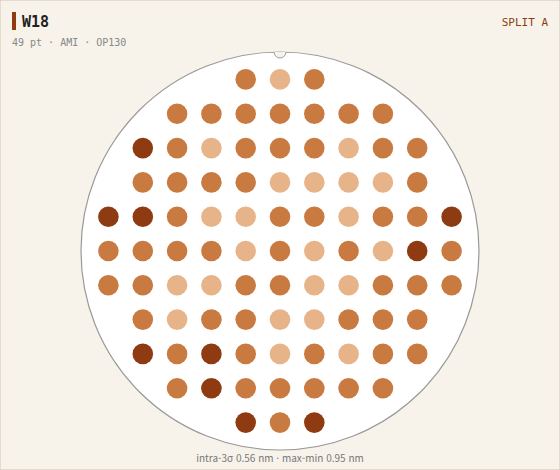 W18
SPLIT A
49 pt · AMI · OP130
intra-3σ 0.56 nm · max-min 0.95 nm